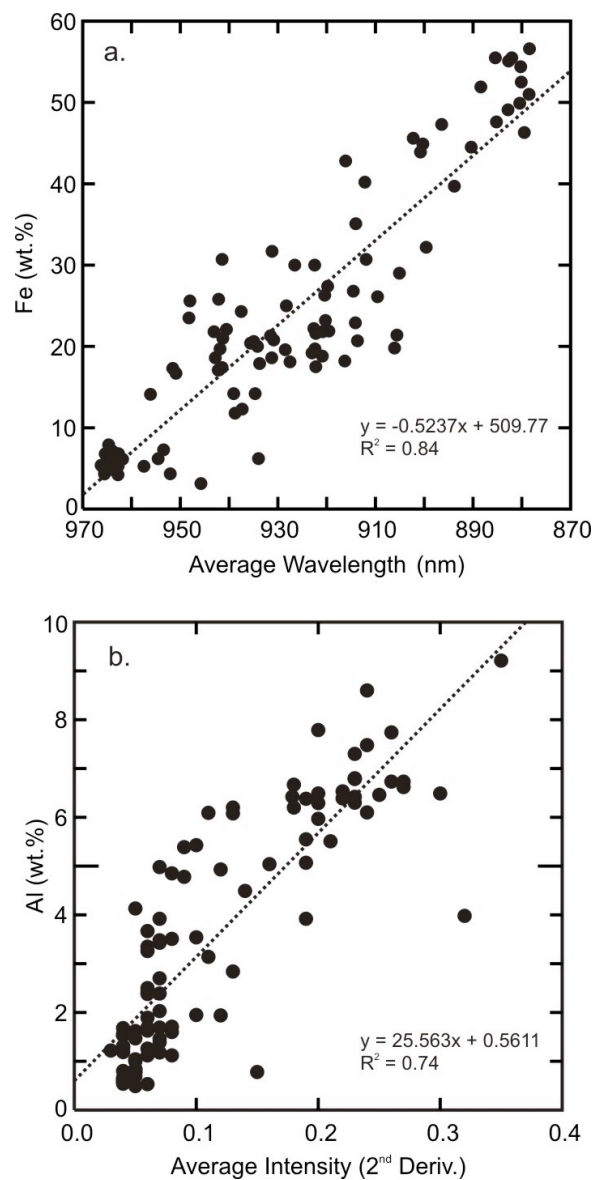 a.
60
50
40
30
20
10
0
Fe (wt.%)
y = -0.5237x + 509.77
R² = 0.84
970 950 930 910 890 870
Average Wavelength (nm)
b.
10
8
6
4
2
0
Al (wt.%)
y = 25.563x + 0.5611
R² = 0.74
0.0 0.1 0.2 0.3 0.4
Average Intensity (2ⁿᵈ Deriv.)